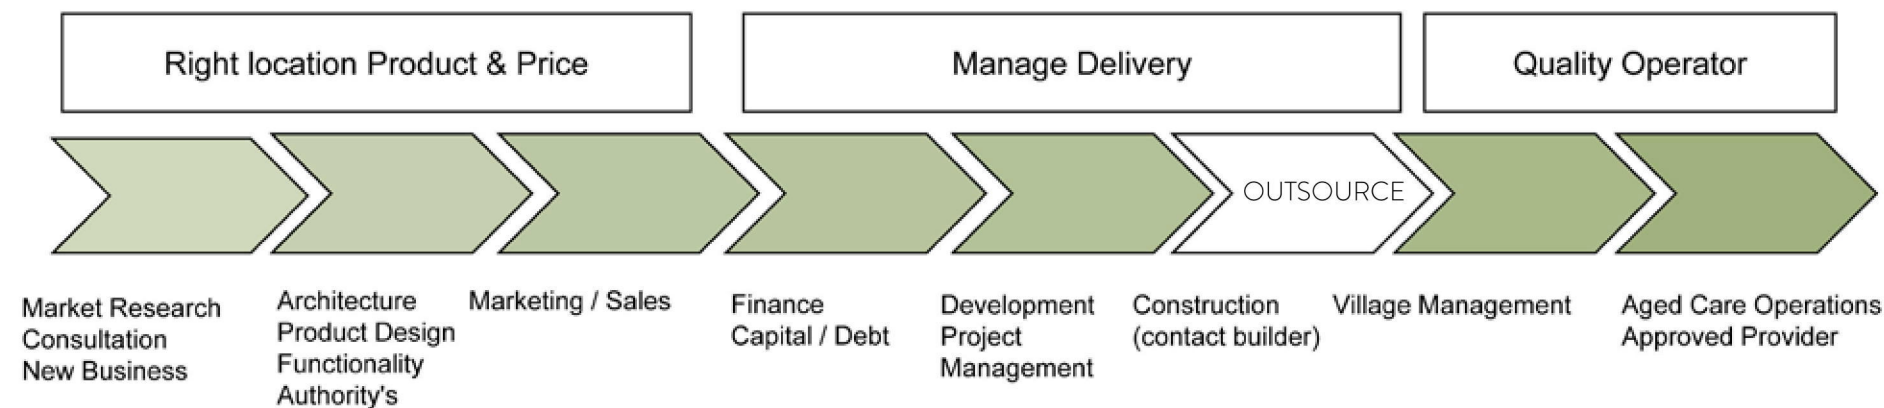 Right location Product & Price
Manage Delivery
Quality Operator
OUTSOURCE
Market Research
Consultation
New Business
Architecture
Product Design
Functionality
Authority's
Marketing / Sales
Finance
Capital / Debt
Development
Project
Management
Construction
(contact builder)
Village Management
Aged Care Operations
Approved Provider